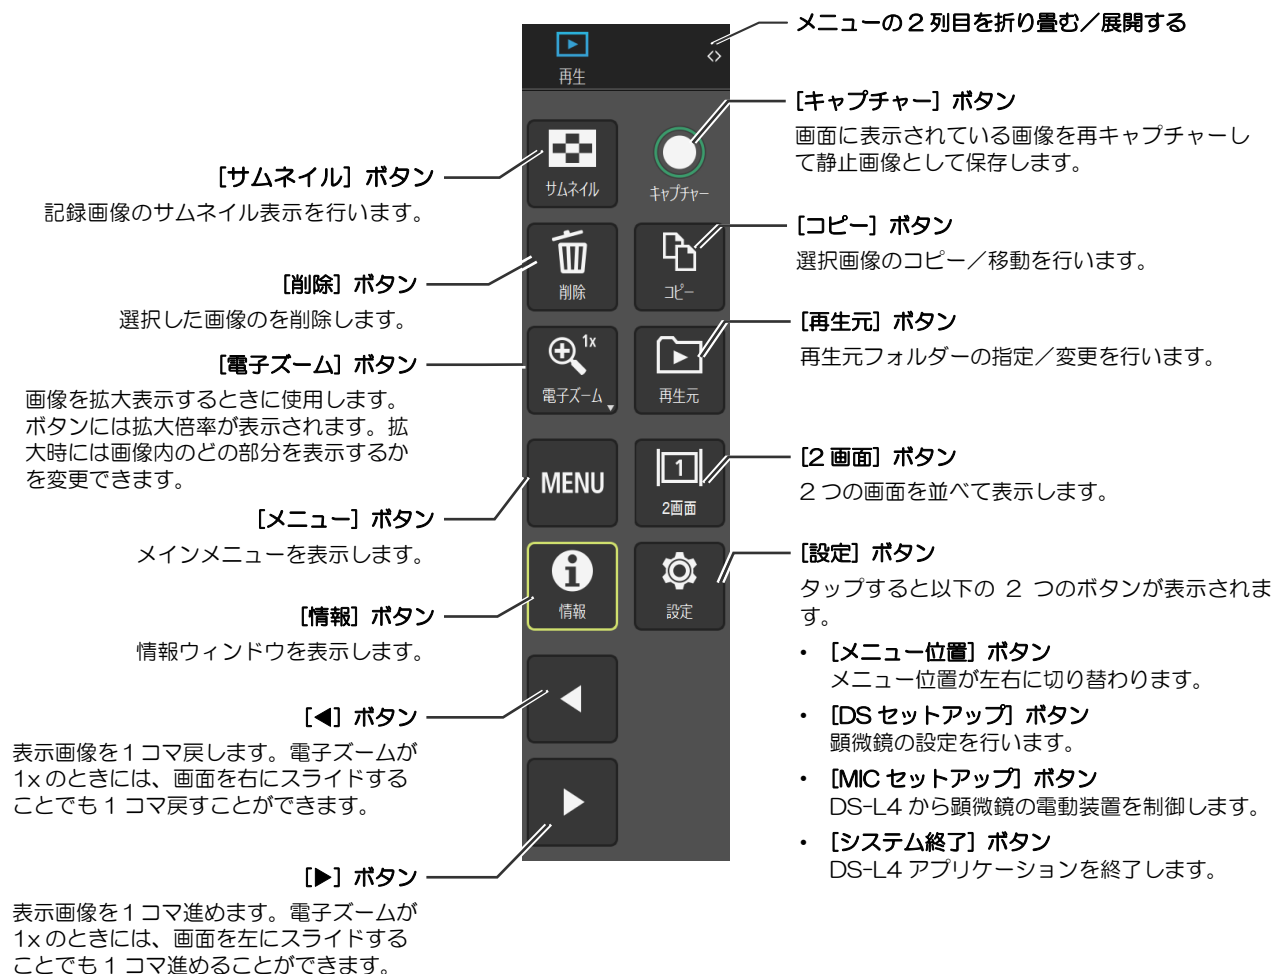 メニューの 2 列目を折り畳む／展開する
再生
[キャプチャー] ボタン
画面に表示されている画像を再キャプチャーし
て静止画像として保存します。
[サムネイル] ボタン
記録画像のサムネイル表示を行います。
サムネイル
キャプチャー
[コピー] ボタン
選択画像のコピー／移動を行います。
[削除] ボタン
選択した画像のを削除します。
削除
コピー
[再生元] ボタン
再生元フォルダーの指定／変更を行います。
[電子ズーム] ボタン
画像を拡大表示するときに使用します。
ボタンには拡大倍率が表示されます。拡
大時には画像内のどの部分を表示するか
を変更できます。
1x
電子ズーム
再生元
[2 画面] ボタン
2 つの画面を並べて表示します。
MENU
1
2画面
[メニュー] ボタン
メインメニューを表示します。
[設定] ボタン
タップすると以下の 2 つのボタンが表示されま
す。
• [メニュー位置] ボタン
メニュー位置が左右に切り替わります。
• [DS セットアップ] ボタン
顕微鏡の設定を行います。
• [MIC セットアップ] ボタン
DS-L4 から顕微鏡の電動装置を制御します。
• [システム終了] ボタン
DS-L4 アプリケーションを終了します。
情報
設定
[情報] ボタン
情報ウィンドウを表示します。
[◀] ボタン
表示画像を 1 コマ戻します。電子ズームが
1x のときには、画面を右にスライドする
ことでも 1 コマ戻すことができます。
[▶] ボタン
表示画像を 1 コマ進めます。電子ズームが
1x のときには、画面を左にスライドする
ことでも 1 コマ進めることができます。